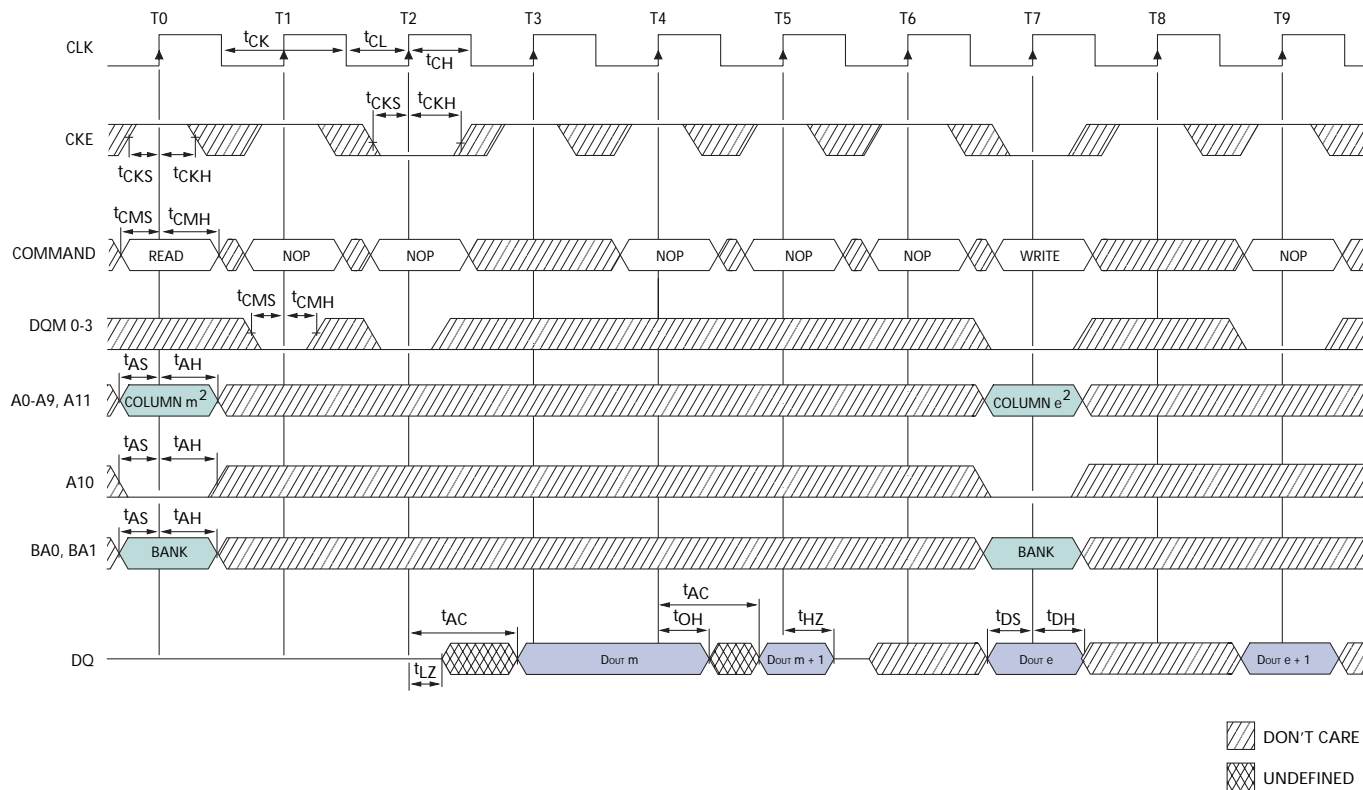 T0 T1 T2 T3 T4 T5 T6 T7 T8 T9
CLK
tCK tCL
tCH
tCKS tCKH
CKE
tCKS tCKH
tCMS tCMH
COMMAND READ NOP NOP NOP NOP NOP WRITE NOP
tCMS tCMH
DQM 0-3
tAS tAH
A0-A9, A11 COLUMN m2 COLUMN e2
tAS tAH
A10
tAS tAH
BA0, BA1 BANK BANK
tAC tAC tOH tHZ tDS tDH
DQ DOUT m DOUT m + 1 DOUT e DOUT e + 1
tLZ
DON'T CARE
UNDEFINED